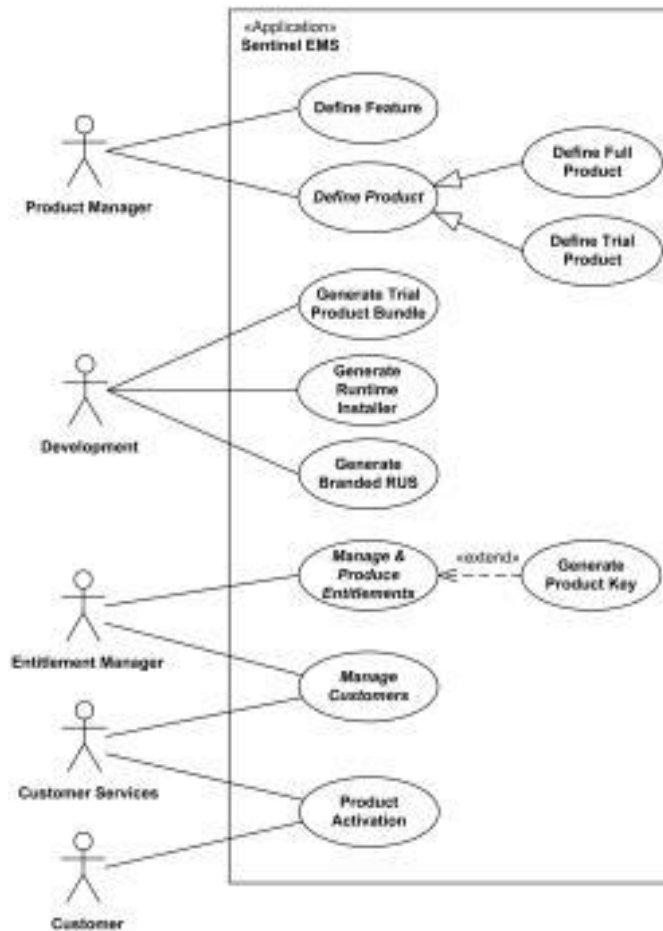 «Application»
Sentinel EMS
Define Feature
Define Full
Product
Define Product
Product Manager
Define Trial
Product
Generate Trial
Product Bundle
Generate
Runtime
Installer
Development
Generate
Branded RUS
Manage &
Produce
Entitlements
«extend»
Generate
Product Key
Entitlement Manager
Manage
Customers
Customer Services
Product
Activation
Customer